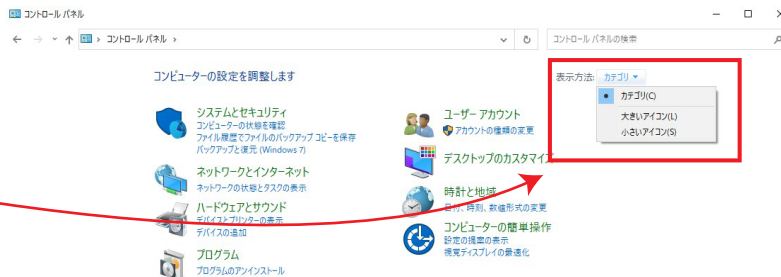 コントロール パネル
コントロール パネル
コントロール パネルの検索
コンピューターの設定を調整します
表示方法: カテゴリ
カテゴリ(C)
大きいアイコン(L)
小さいアイコン(S)
システムとセキュリティ
コンピューターの状態を確認
ファイル履歴でファイルのバックアップ コピーを保存
バックアップと復元 (Windows 7)
ネットワークとインターネット
ネットワークの状態とタスクの表示
ハードウェアとサウンド
デバイスとプリンターの表示
デバイスの追加
プログラム
プログラムのアンインストール
ユーザー アカウント
アカウントの種類の変更
デスクトップのカスタマイズ
時計と地域
日付、時刻、数値形式の変更
コンピューターの簡単操作
設定の提案の表示
視覚ディスプレイの最適化